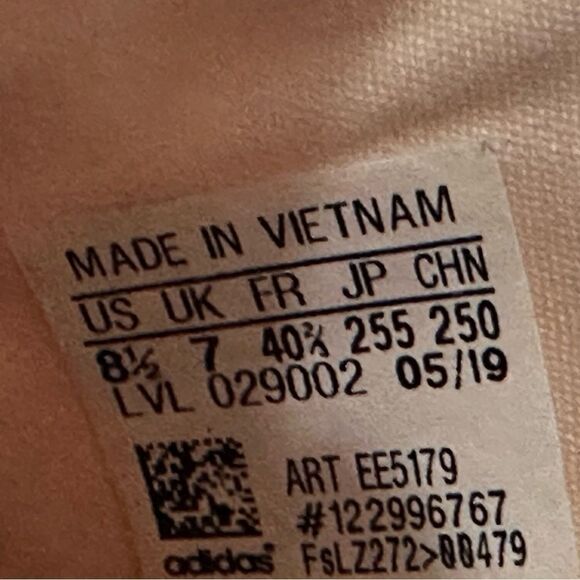 MADE IN VIETNAM
US UK FR JP CHN
8½ 7 40⅔ 255 250
LVL 029002 05/19
ART EE5179
#122996767
adidas FsLZ272>00479